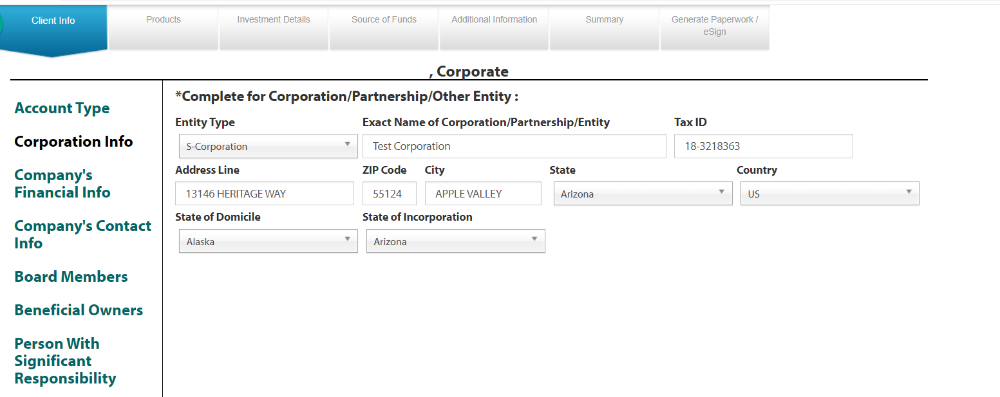 Client Info
Products
Investment Details
Source of Funds
Additional Information
Summary
Generate Paperwork /
eSign
, Corporate
Account Type
Corporation Info
Company's
Financial Info
Company's Contact
Info
Board Members
Beneficial Owners
Person With
Significant
Responsibility
*Complete for Corporation/Partnership/Other Entity :
Entity Type
Exact Name of Corporation/Partnership/Entity
Tax ID
S-Corporation
Test Corporation
18-3218363
Address Line
ZIP Code
City
State
Country
13146 HERITAGE WAY
55124
APPLE VALLEY
Arizona
US
State of Domicile
State of Incorporation
Alaska
Arizona